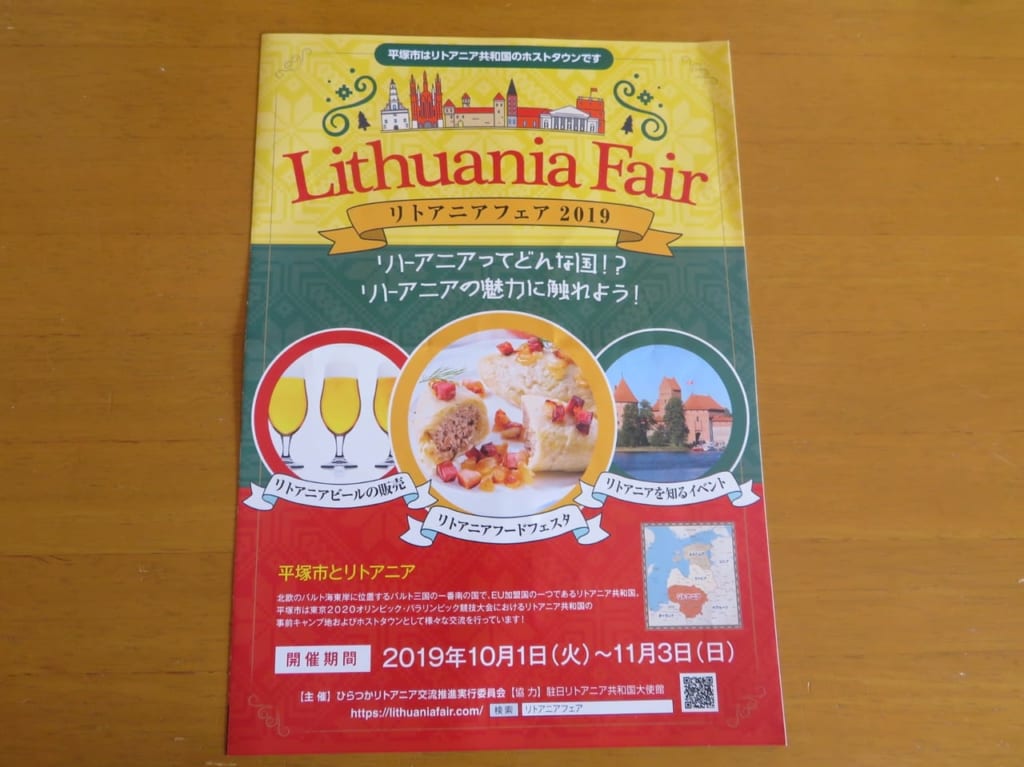 平塚市はリトアニア共和国のホストタウンです
Lithuania Fair
リトアニアフェア 2019
リトアニアってどんな国!?
リトアニアの魅力に触れよう!
リトアニアビールの販売
リトアニアフードフェスタ
リトアニアを知るイベント
平塚市とリトアニア
北欧のバルト海東岸に位置するバルト三国の一番南の国で、EU加盟国の一つであるリトアニア共和国。
平塚市は東京2020オリンピック・パラリンピック競技大会におけるリトアニア共和国の
事前キャンプ地およびホストタウンとして様々な交流を行っています!
開催期間 2019年10月1日(火)~11月3日(日)
【主催】ひらつかリトアニア交流推進実行委員会【協力】駐日リトアニア共和国大使館
https://lithuaniafair.com/ 検索 リトアニアフェア